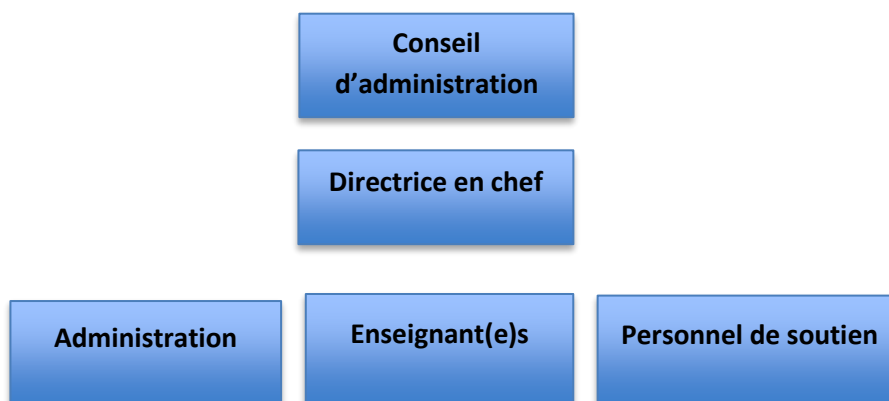 Conseil
d’administration
Directrice en chef
Administration
Enseignant(e)s
Personnel de soutien